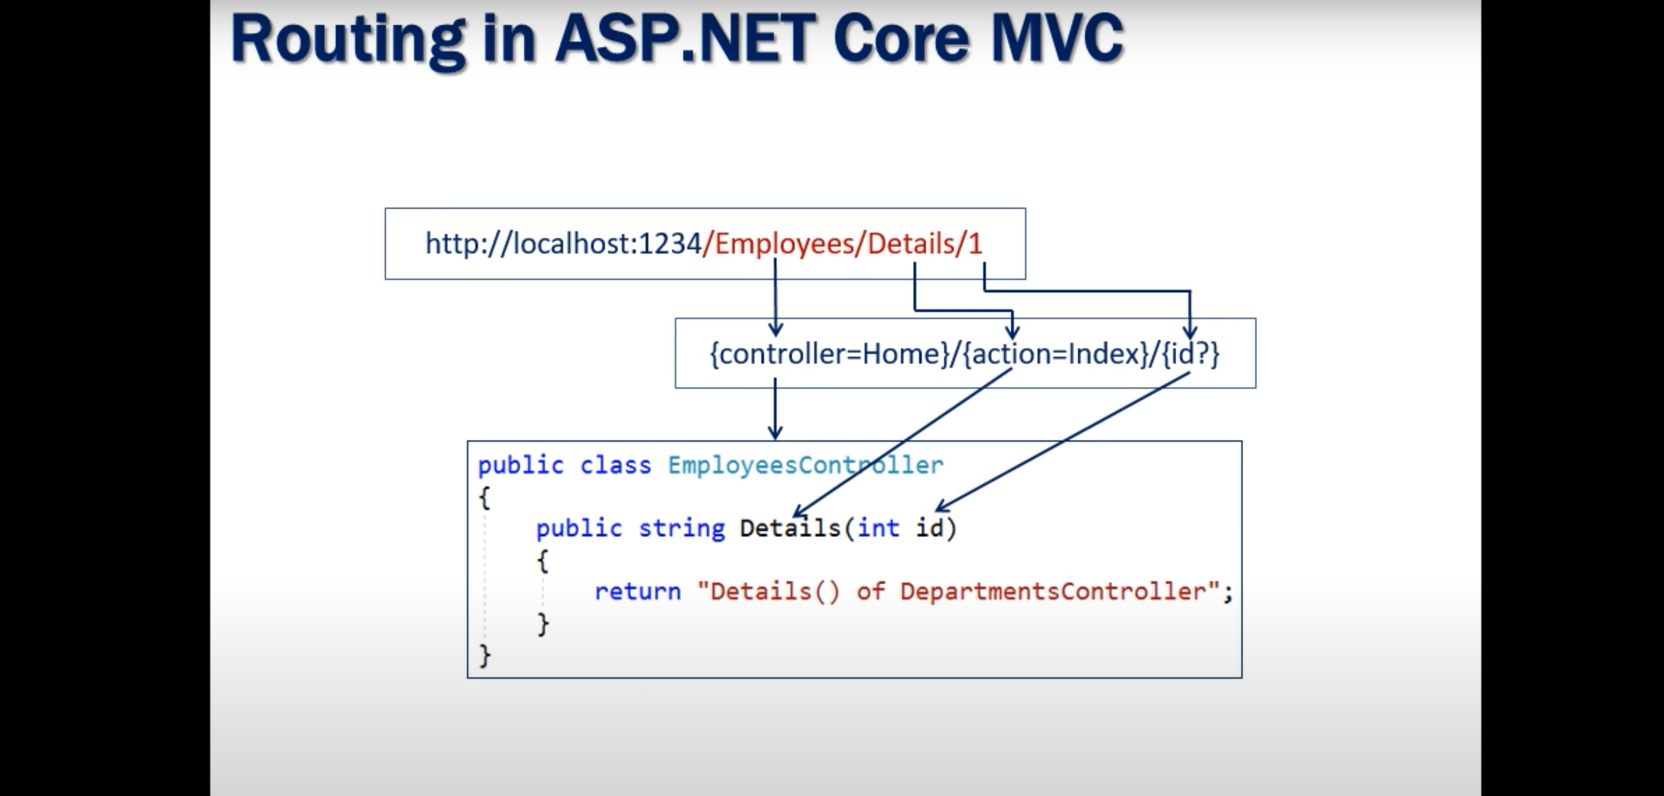 Routing in ASP.NET Core MVC
http://localhost:1234/Employees/Details/1
{controller=Home}/{action=Index}/{id?}
public class EmployeesController
{
public string Details(int id)
{
return "Details() of DepartmentsController";
}
}